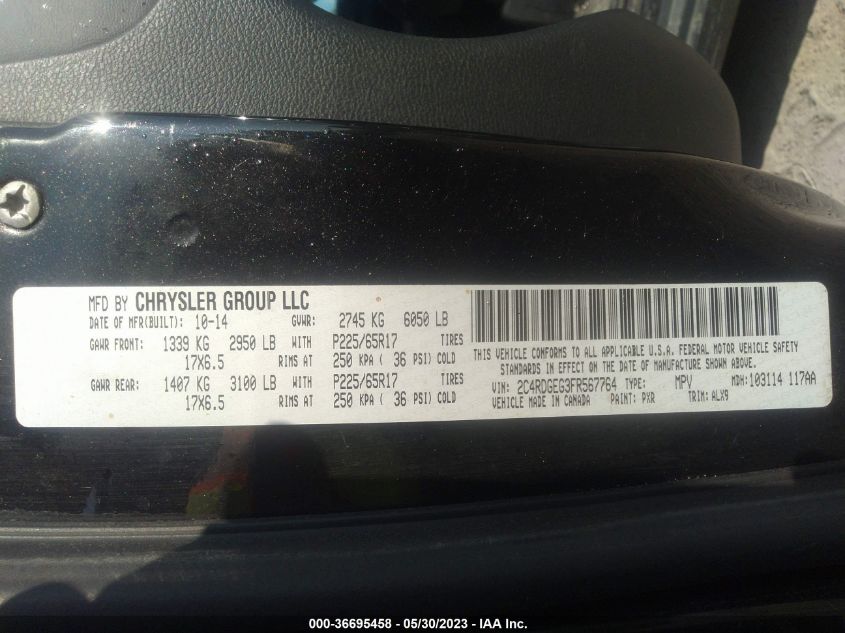 MFD BY CHRYSLER GROUP LLC
DATE OF MFR(BUILT): 10-14 GVWR: 2745 KG 6050 LB
GAWR FRONT: 1339 KG 2950 LB WITH P225/65R17 TIRES
17X6.5 RIMS AT 250 KPA ( 36 PSI) COLD
GAWR REAR: 1407 KG 3100 LB WITH P225/65R17 TIRES
17X6.5 RIMS AT 250 KPA ( 36 PSI) COLD
THIS VEHICLE CONFORMS TO ALL APPLICABLE U.S.A. FEDERAL MOTOR VEHICLE SAFETY
STANDARDS IN EFFECT ON THE DATE OF MANUFACTURE SHOWN ABOVE.
VIN: 2C4RDGEG3FR567764 TYPE: MPV MDH: 103114 117AA
VEHICLE MADE IN CANADA PAINT: PXR TRIM: ALX9
000-36695458 - 05/30/2023 - IAA Inc.